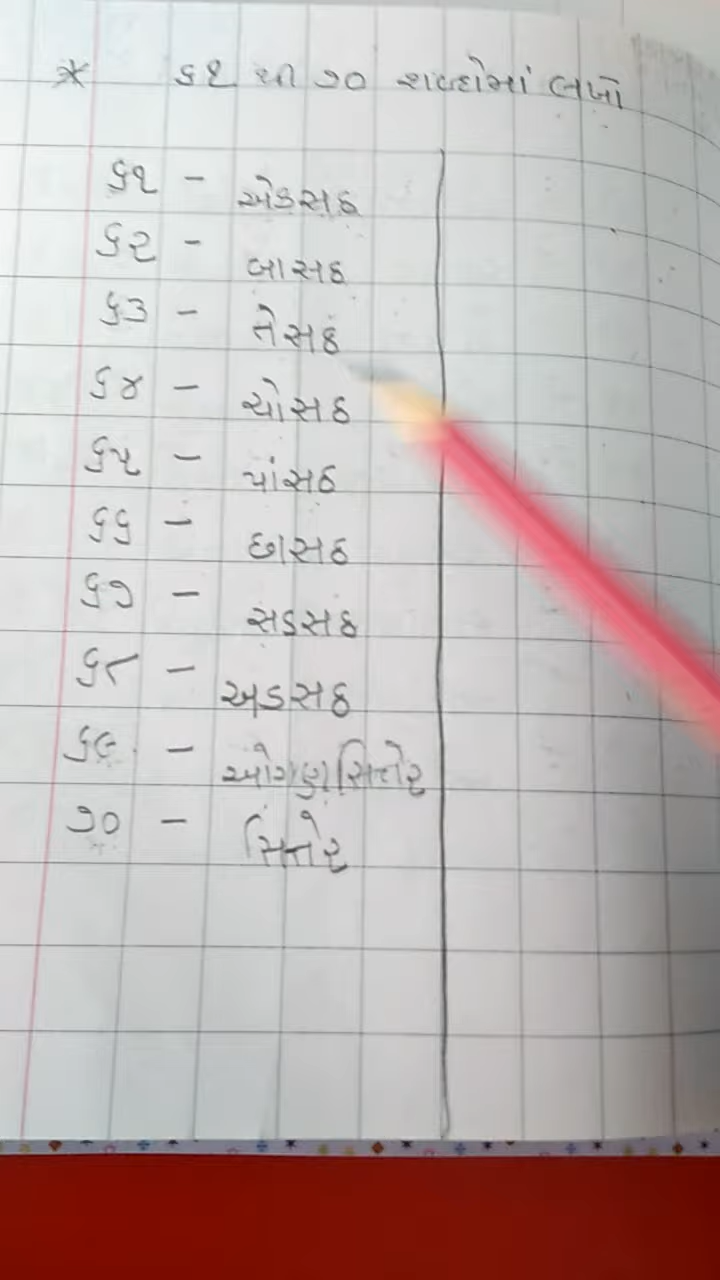 * ૬૧ થી ૭૦ શબ્દોમાં લખો
૬૧ - એકસઠ
૬૨ - બાસઠ
૬૩ - તેસઠ
૬૪ - ચોસઠ
૬૫ - પાંસઠ
૬૬ - છાસઠ
૬૭ - સડસઠ
૬૮ - અડસઠ
૬૯ - ઓગણસિત્તેર
૭૦ - સિત્તેર